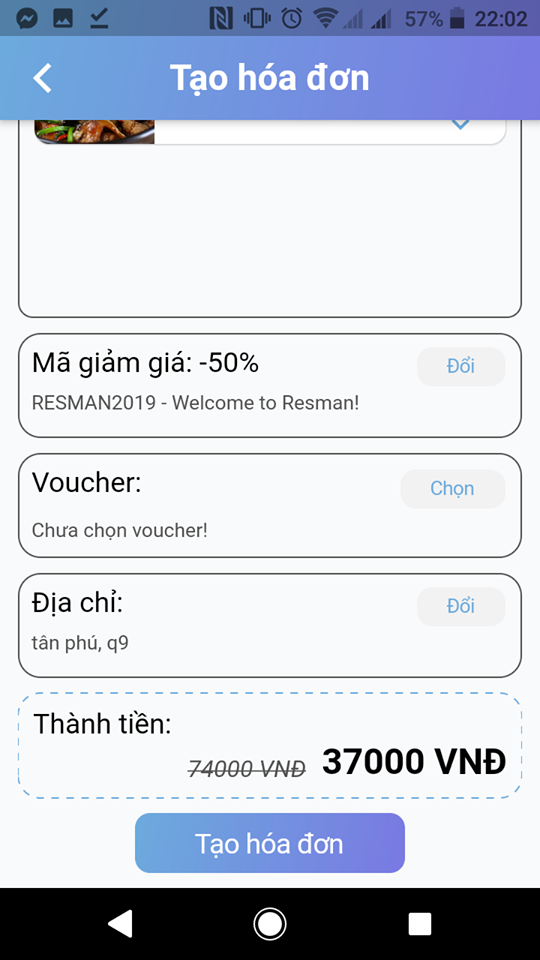 57% 22:02
Tạo hóa đơn
Mã giảm giá: -50%
Đổi
RESMAN2019 - Welcome to Resman!
Voucher:
Chọn
Chưa chọn voucher!
Địa chỉ:
Đổi
tân phú, q9
Thành tiền:
74000 VNĐ 37000 VNĐ
Tạo hóa đơn